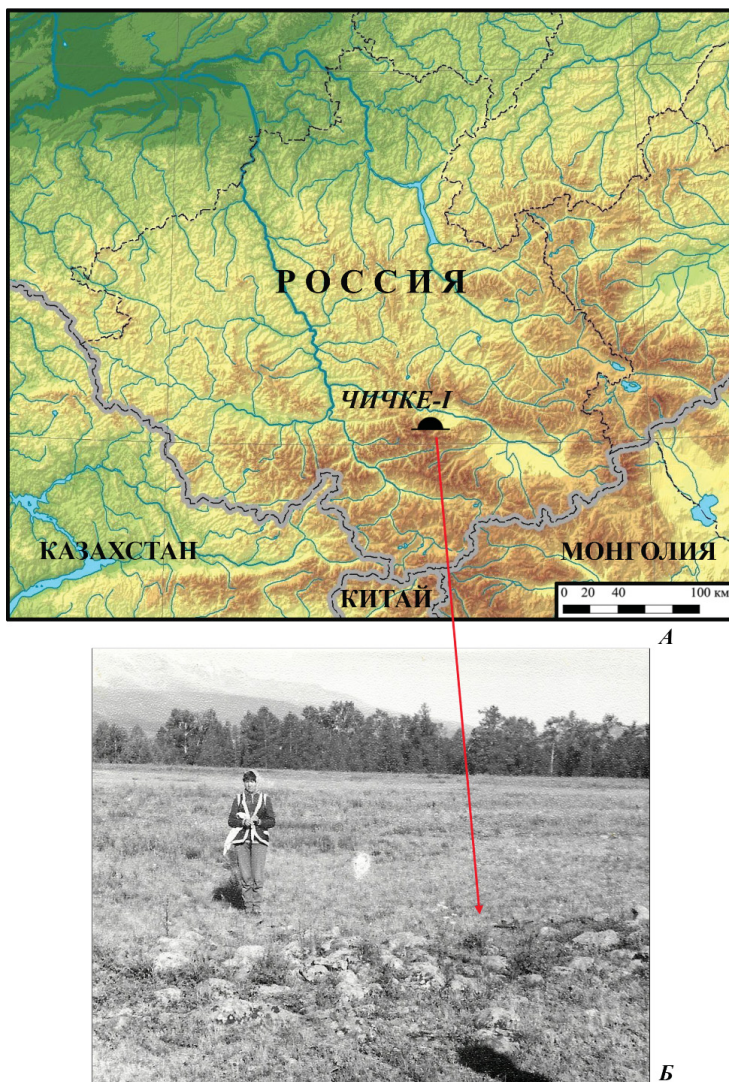 РОССИЯ
ЧИЧКЕ-I
КАЗАХСТАН
МОНГОЛИЯ
КИТАЙ
0 20 40 100 км
А
Б